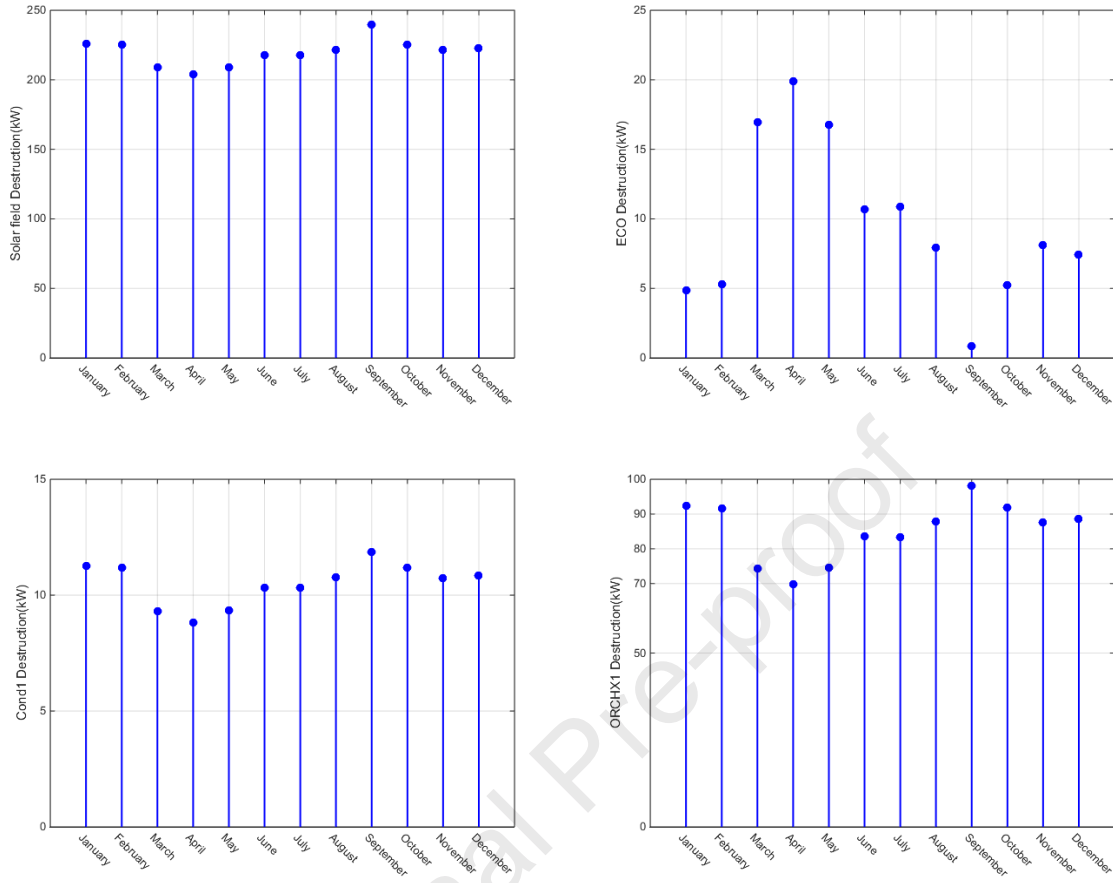 Solar field Destruction(kW)
250
200
150
100
50
0
January
February
March
April
May
June
July
August
September
October
November
December
ECO Destruction(kW)
25
20
15
10
5
0
January
February
March
April
May
June
July
August
September
October
November
December
Cond1 Destruction(kW)
15
10
5
0
January
February
March
April
May
June
July
August
September
October
November
December
ORCHX1 Destruction(kW)
100
90
80
70
50
0
January
February
March
April
May
June
July
August
September
October
November
December
al Pre-proof